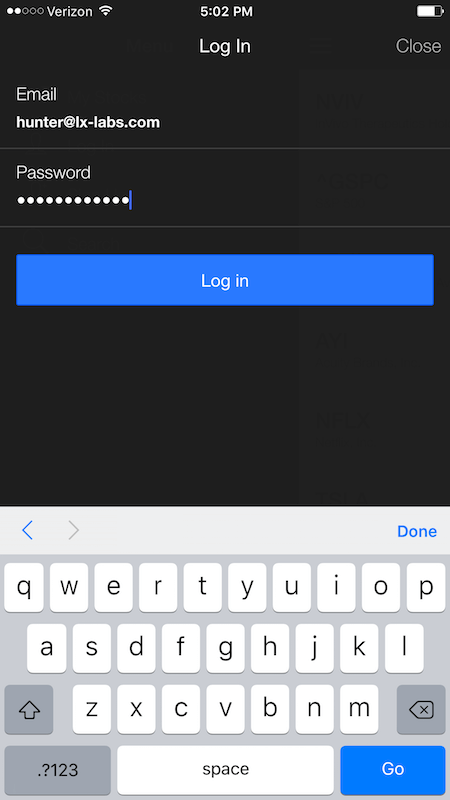 Verizon 5:02 PM
Log In Close
Email
hunter@lx-labs.com
Password
••••••••••••
Log in
Done
q w e r t y u i o p
a s d f g h j k l
z x c v b n m
.?123 space Go